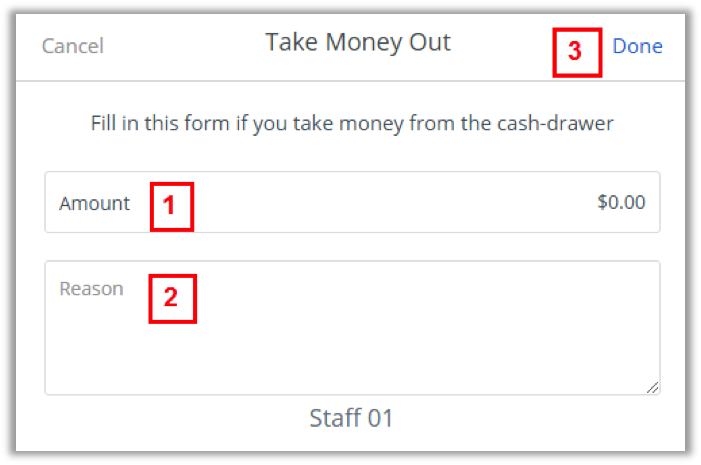 Cancel Take Money Out 3 Done
Fill in this form if you take money from the cash-drawer
Amount 1 $0.00
Reason 2
Staff 01